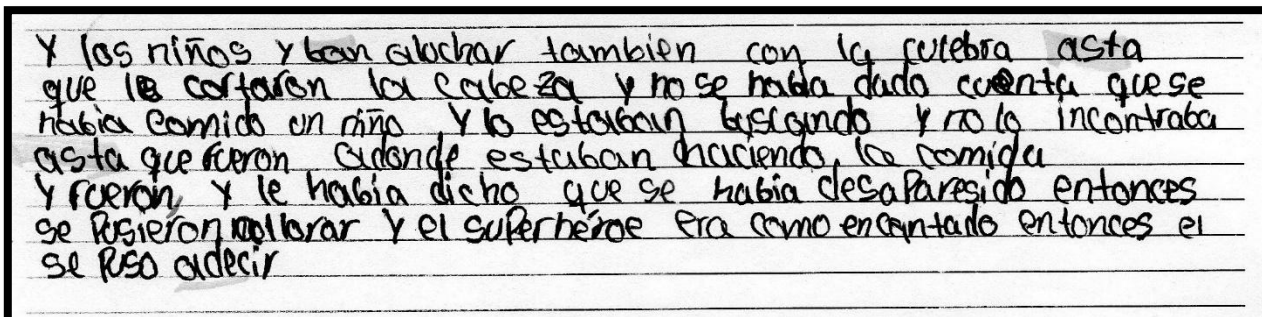 Y los niños y ban aluchar tambien con la culebra asta
que le cortaron la cabeza y no se habia dado cuenta que se
habia comido un niño y lo estaban buscando y no lo incontraba
asta que fueron adonde estaban haciendo la comida
y fueron y le habia dicho que se habia desaparesido entonces
se pusieron allorar y el superhéroe era como encantado entonces el
se puso adecir